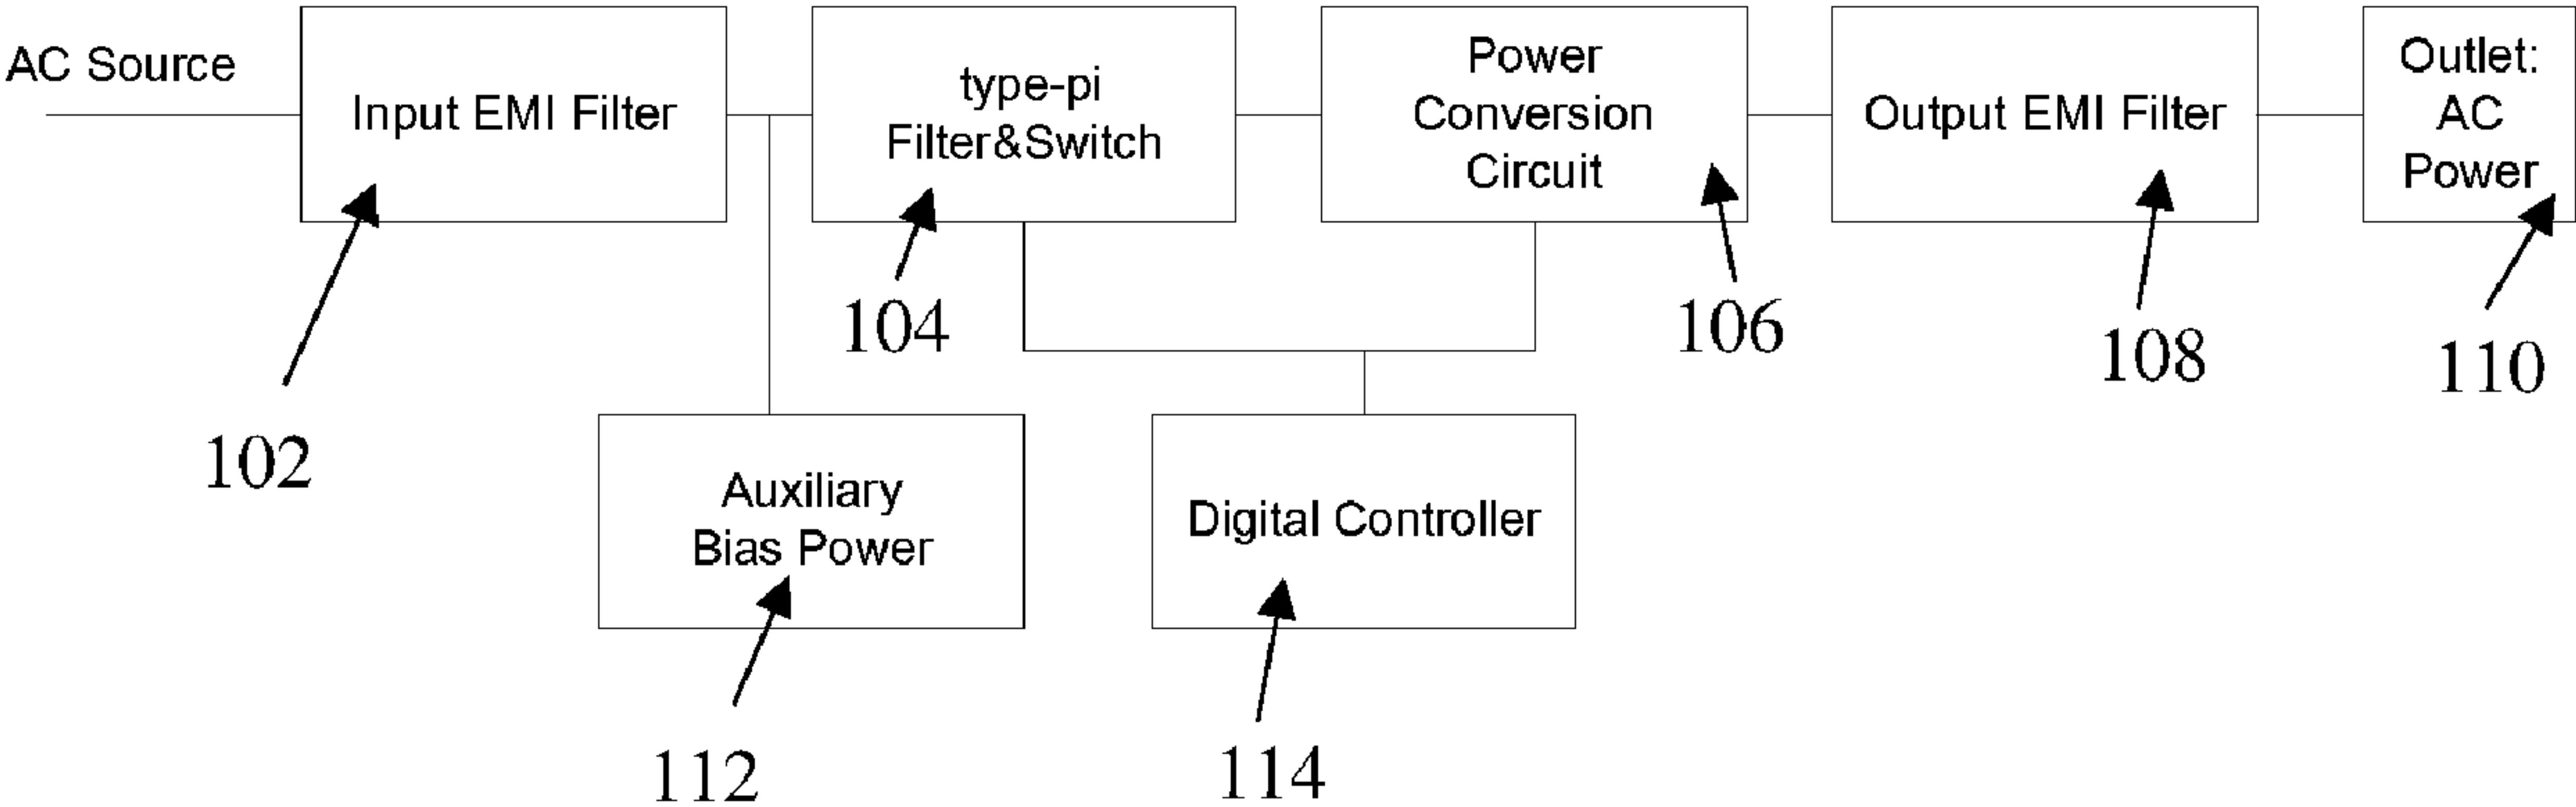 AC Source
Input EMI Filter
type-pi
Filter&Switch
Power
Conversion
Circuit
Output EMI Filter
Outlet:
AC
Power
102
104
106
108
110
Auxiliary
Bias Power
Digital Controller
112
114